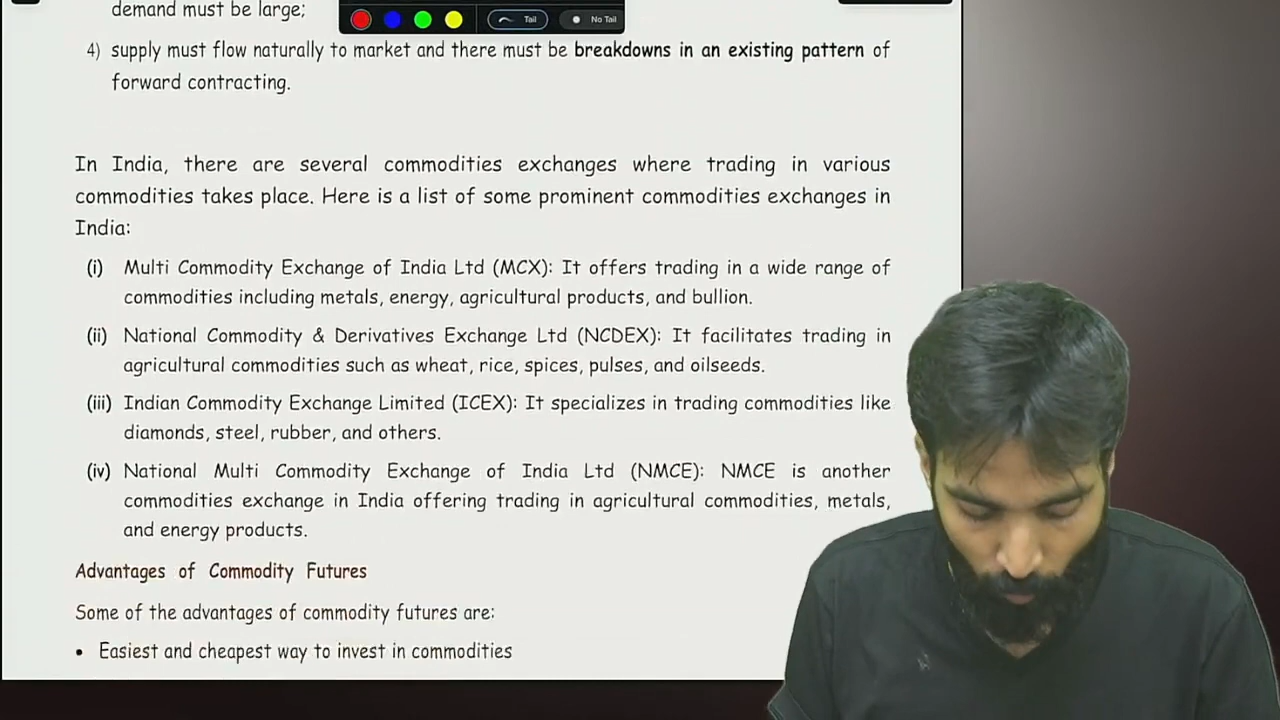 demand must be large;
Tail
No Tail
4) supply must flow naturally to market and there must be breakdowns in an existing pattern of
forward contracting.
In India, there are several commodities exchanges where trading in various
commodities takes place. Here is a list of some prominent commodities exchanges in
India:
(i) Multi Commodity Exchange of India Ltd (MCX): It offers trading in a wide range of
commodities including metals, energy, agricultural products, and bullion.
(ii) National Commodity & Derivatives Exchange Ltd (NCDEX): It facilitates trading in
agricultural commodities such as wheat, rice, spices, pulses, and oilseeds.
(iii) Indian Commodity Exchange Limited (ICEX): It specializes in trading commodities like
diamonds, steel, rubber, and others.
(iv) National Multi Commodity Exchange of India Ltd (NMCE): NMCE is another
commodities exchange in India offering trading in agricultural commodities, metals,
and energy products.
Advantages of Commodity Futures
Some of the advantages of commodity futures are:
• Easiest and cheapest way to invest in commodities